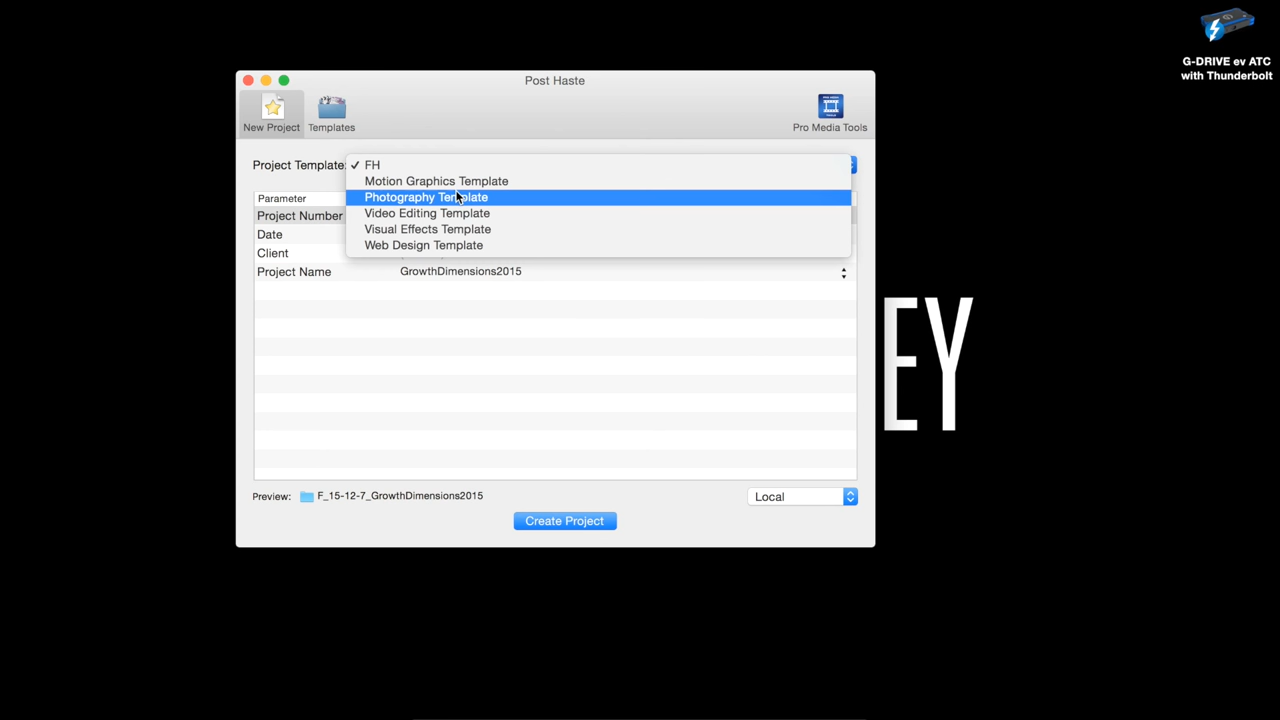 G-DRIVE ev ATC
with Thunderbolt
Post Haste
New Project
Templates
Pro Media Tools
Project Template:
FH
Motion Graphics Template
Photography Template
Video Editing Template
Visual Effects Template
Web Design Template
Parameter
Project Number
Date
Client
Project Name
GrowthDimensions2015
EY
Preview:
F_15-12-7_GrowthDimensions2015
Local
Create Project